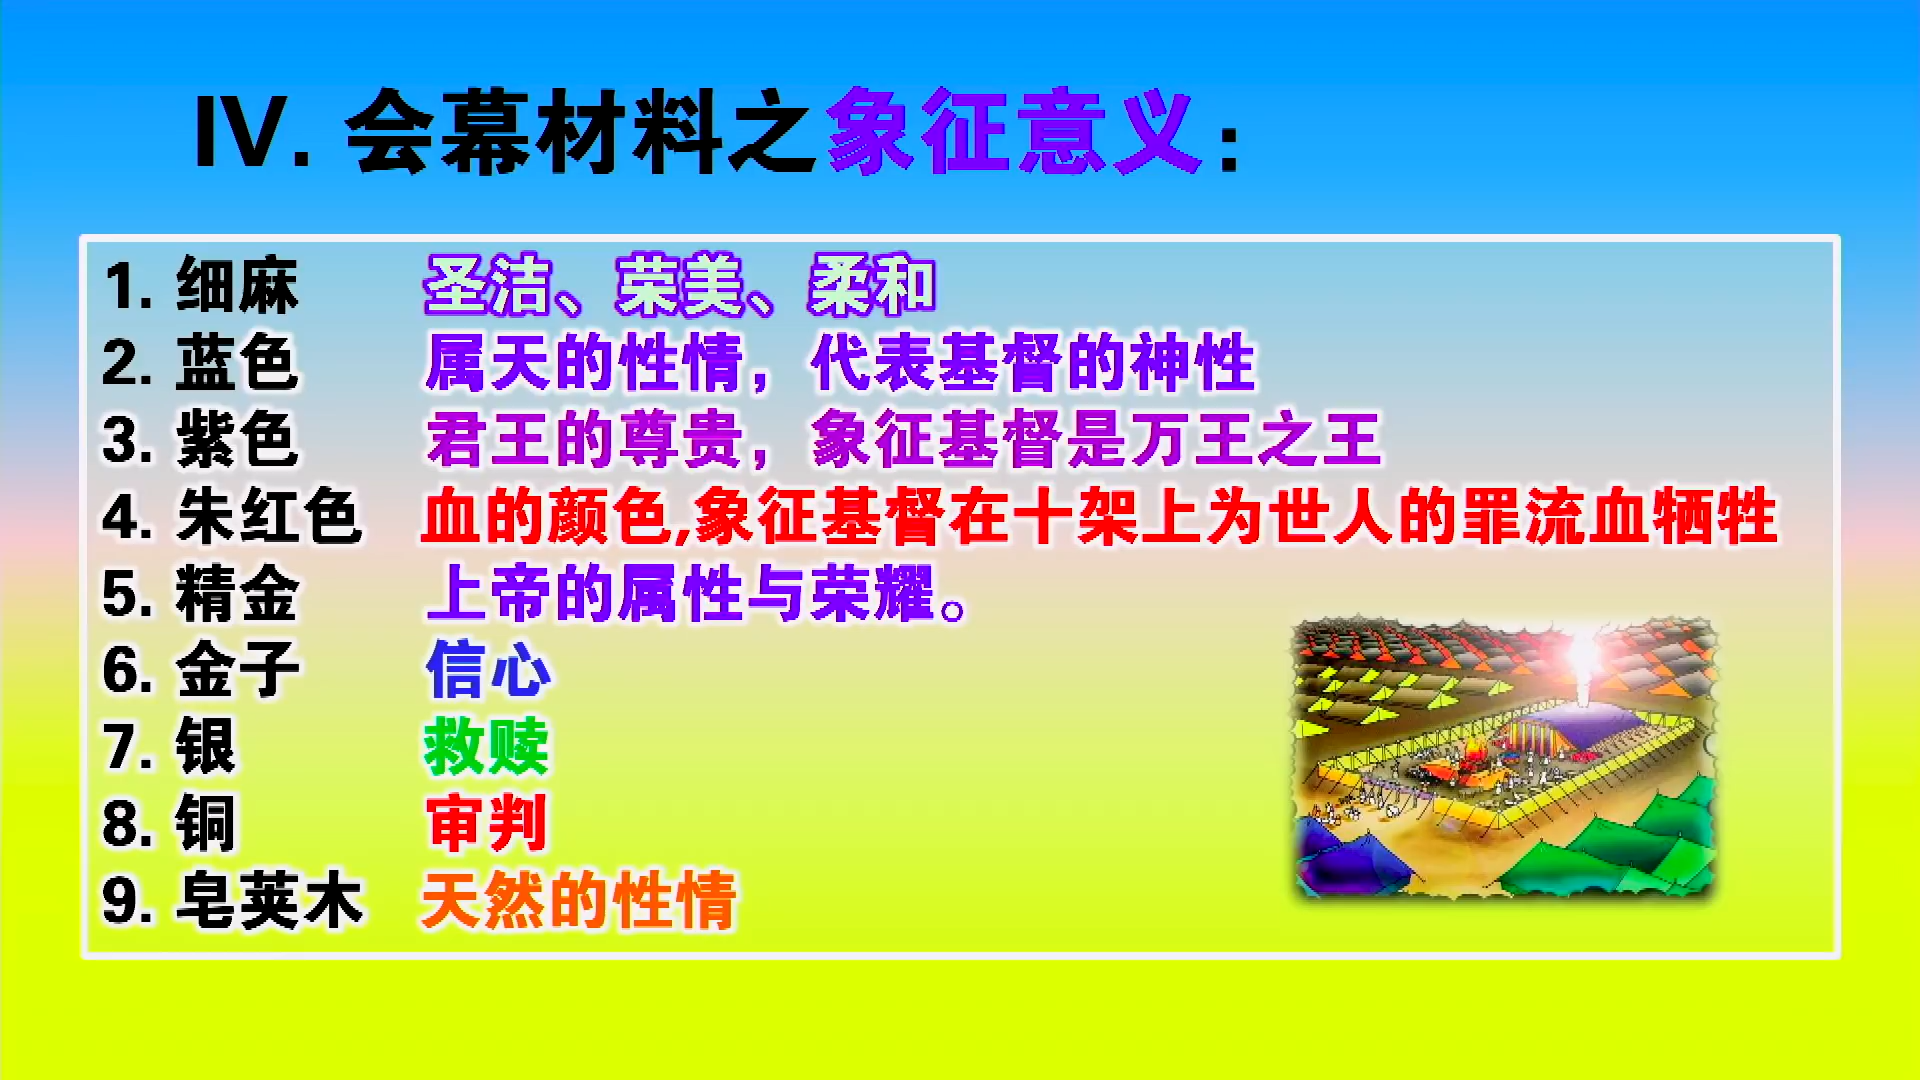 IV. 会幕材料之象征意义：
1. 细麻 圣洁、荣美、柔和
2. 蓝色 属天的性情，代表基督的神性
3. 紫色 君王的尊贵，象征基督是万王之王
4. 朱红色 血的颜色,象征基督在十架上为世人的罪流血牺牲
5. 精金 上帝的属性与荣耀。
6. 金子 信心
7. 银 救赎
8. 铜 审判
9. 皂荚木 天然的性情